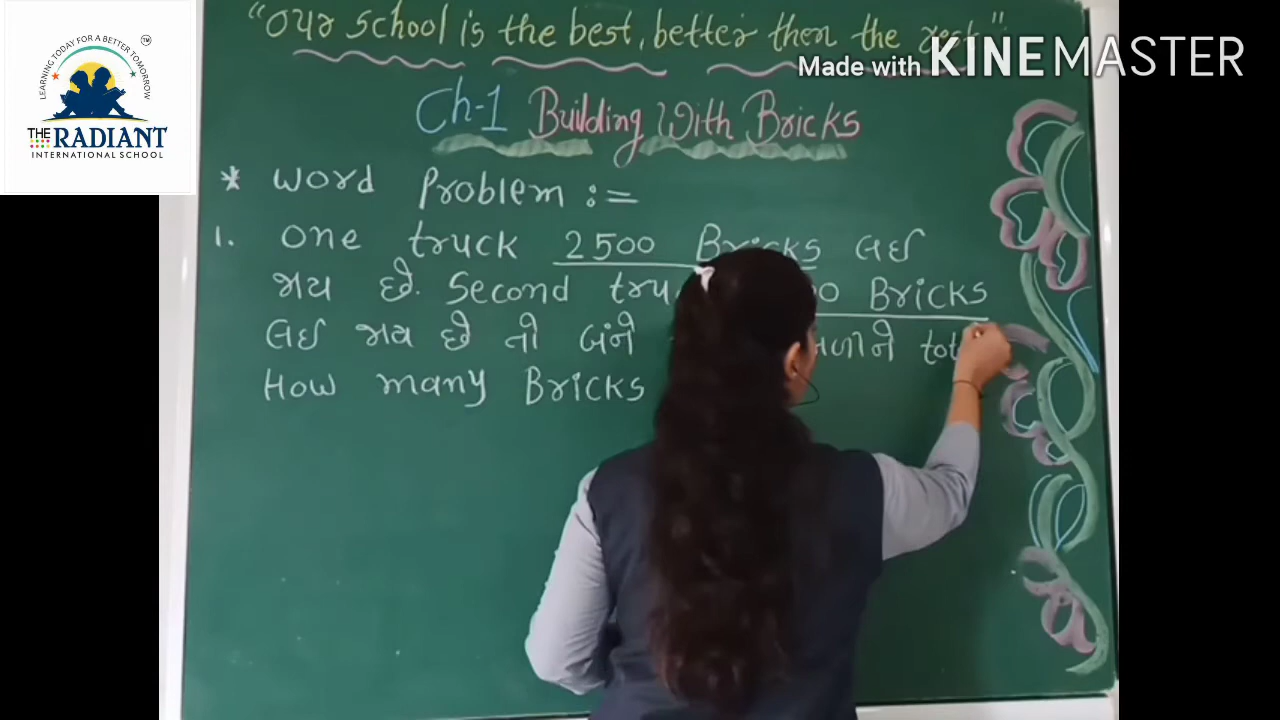 LEARNING TODAY FOR A BETTER TOMORROW
TM
THE RADIANT
INTERNATIONAL SCHOOL
Made with KINEMASTER
"Our School is the best, better then the
Ch-1 Building With Bricks
* Word Problem :=
1. One truck 2500 Bricks લઈ
જાય છે. Second Bricks
લઈ જાય છે તો બંને
How many Bricks